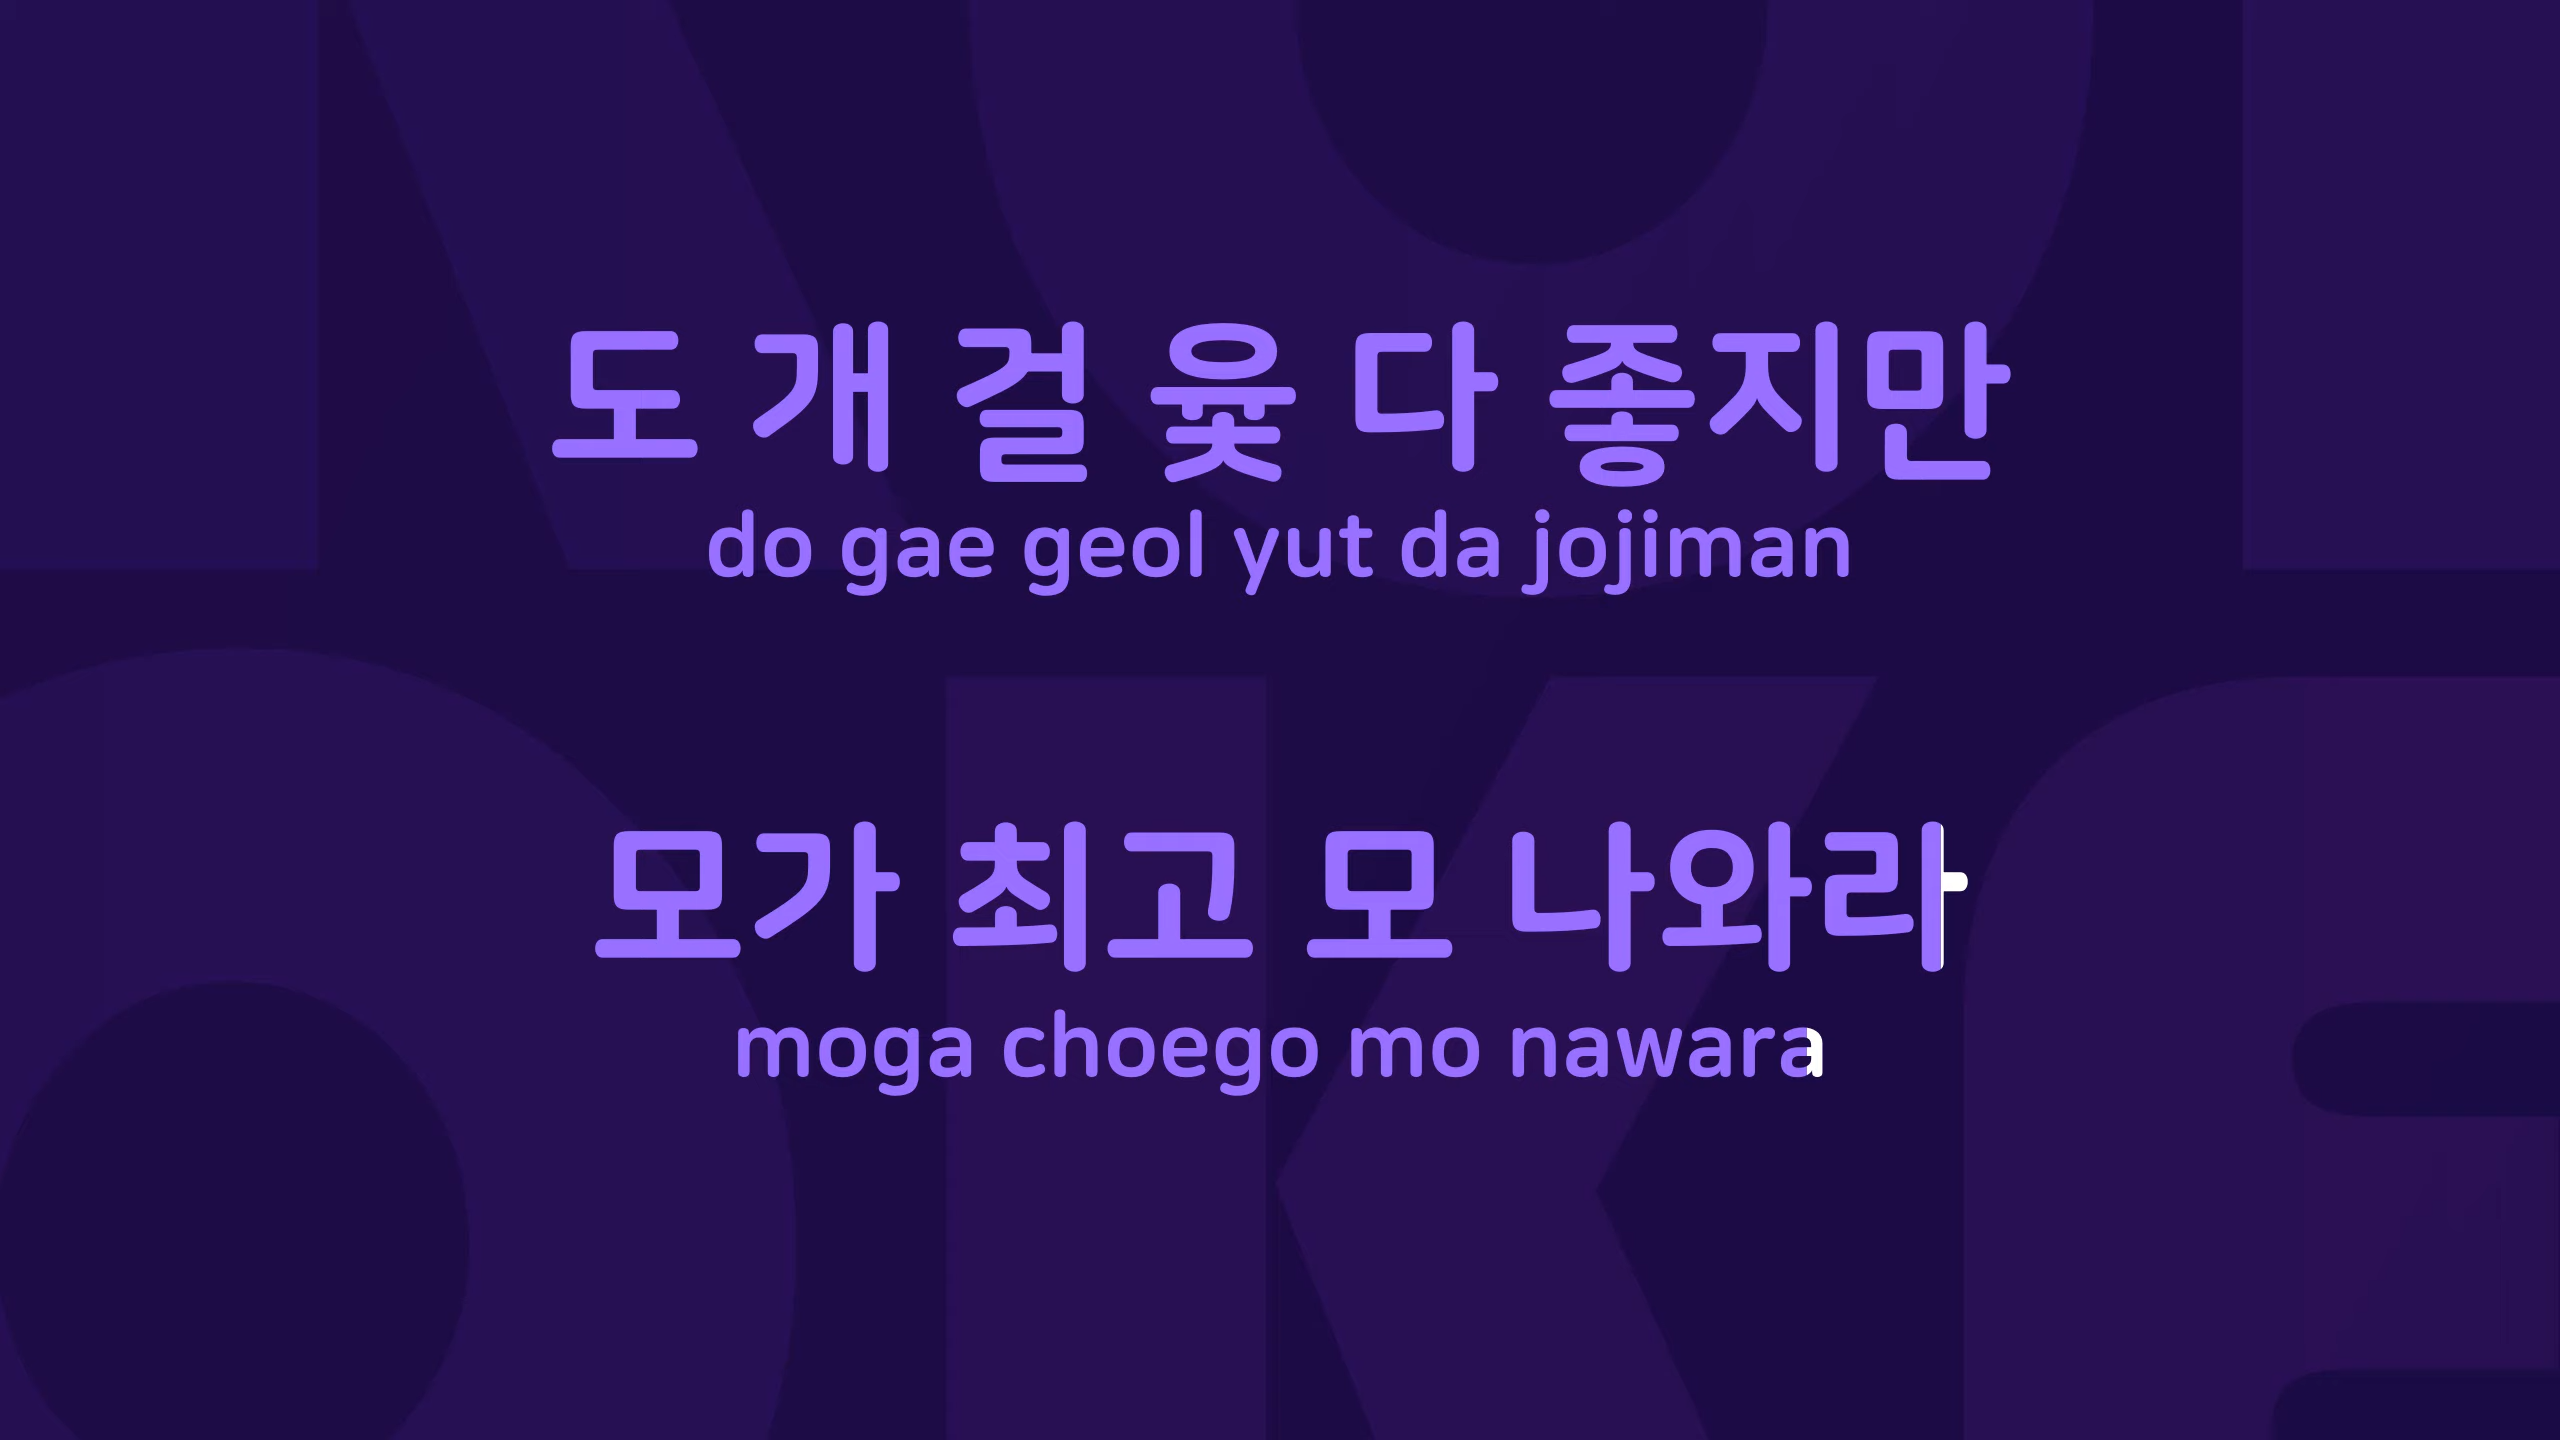 도 개 걸 윷 다 좋지만
do gae geol yut da jojiman
모가 최고 모 나와라
moga choego mo nawara